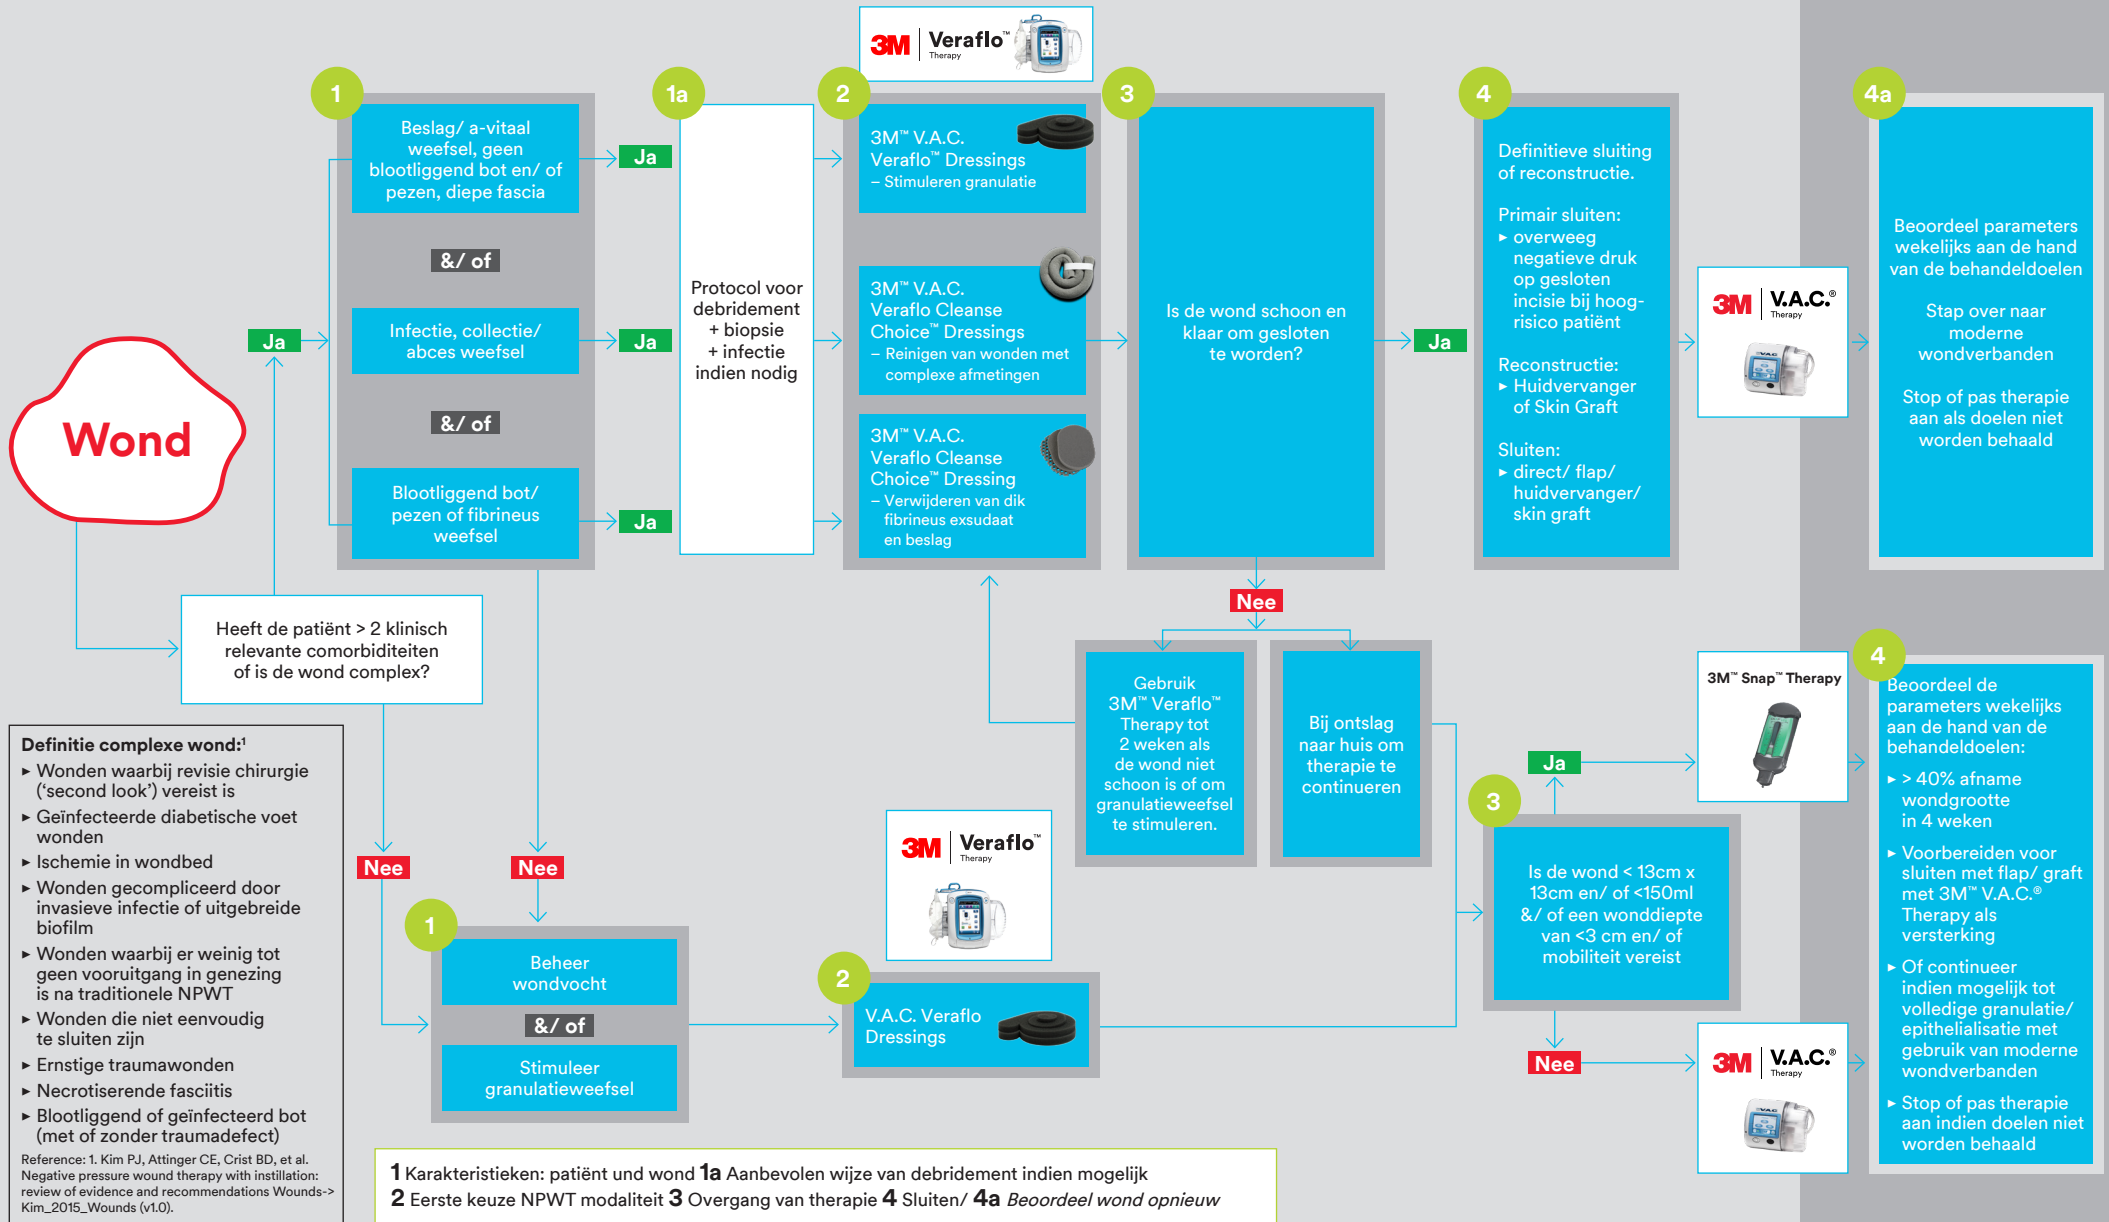 3M | Veraflo™
Therapy
1
1a
2
3
4
4a
Wond
Ja
Beslag/ a-vitaal
weefsel, geen
blootliggend bot en/ of
pezen, diepe fascia
&/ of
Infectie, collectie/
abces weefsel
&/ of
Blootliggend bot/
pezen of fibrineus
weefsel
Ja
Ja
Ja
Protocol voor
debridement
+ biopsie
+ infectie
indien nodig
3M™ V.A.C.
Veraflo™ Dressings
– Stimuleren granulatie
3M™ V.A.C.
Veraflo Cleanse
Choice™ Dressings
– Reinigen van wonden met
complexe afmetingen
3M™ V.A.C.
Veraflo Cleanse
Choice™ Dressing
– Verwijderen van dik
fibrineus exsudaat
en beslag
Is de wond schoon en
klaar om gesloten
te worden?
Ja
Definitieve sluiting
of reconstructie.
Primair sluiten:
▸ overweeg
negatieve druk
op gesloten
incisie bij hoog-
risico patiënt
Reconstructie:
▸ Huidvervanger
of Skin Graft
Sluiten:
▸ direct/ flap/
huidvervanger/
skin graft
3M | V.A.C.®
Therapy
Beoordeel parameters
wekelijks aan de hand
van de behandeldoelen
Stap over naar
moderne
wondverbanden
Stop of pas therapie
aan als doelen niet
worden behaald
Heeft de patiënt > 2 klinisch
relevante comorbiditeiten
of is de wond complex?
Nee
Gebruik
3M™ Veraflo™
Therapy tot
2 weken als
de wond niet
schoon is of om
granulatieweefsel
te stimuleren.
Bij ontslag
naar huis om
therapie te
continueren
Definitie complexe wond:¹
▸ Wonden waarbij revisie chirurgie
(‘second look’) vereist is
▸ Geïnfecteerde diabetische voet
wonden
▸ Ischemie in wondbed
▸ Wonden gecompliceerd door
invasieve infectie of uitgebreide
biofilm
▸ Wonden waarbij er weinig tot
geen vooruitgang in genezing
is na traditionele NPWT
▸ Wonden die niet eenvoudig
te sluiten zijn
▸ Ernstige traumawonden
▸ Necrotiserende fasciitis
▸ Blootliggend of geïnfecteerd bot
(met of zonder traumadefect)
Reference: 1. Kim PJ, Attinger CE, Crist BD, et al.
Negative pressure wound therapy with instillation:
review of evidence and recommendations Wounds->
Kim_2015_Wounds (v1.0).
Nee
Nee
1
Beheer
wondvocht
&/ of
Stimuleer
granulatieweefsel
3M | Veraflo™
Therapy
2
V.A.C. Veraflo
Dressings
3
Ja
Is de wond < 13cm x
13cm en/ of <150ml
&/ of een wonddiepte
van <3 cm en/ of
mobiliteit vereist
Nee
3M™ Snap™ Therapy
3M | V.A.C.®
Therapy
4
Beoordeel de
parameters wekelijks
aan de hand van de
behandeldoelen:
▸ > 40% afname
wondgrootte
in 4 weken
▸ Voorbereiden voor
sluiten met flap/ graft
met 3M™ V.A.C.®
Therapy als
versterking
▸ Of continueer
indien mogelijk tot
volledige granulatie/
epithelialisatie met
gebruik van moderne
wondverbanden
▸ Stop of pas therapie
aan indien doelen niet
worden behaald
1 Karakteristieken: patiënt und wond 1a Aanbevolen wijze van debridement indien mogelijk
2 Eerste keuze NPWT modaliteit 3 Overgang van therapie 4 Sluiten/ 4a Beoordeel wond opnieuw